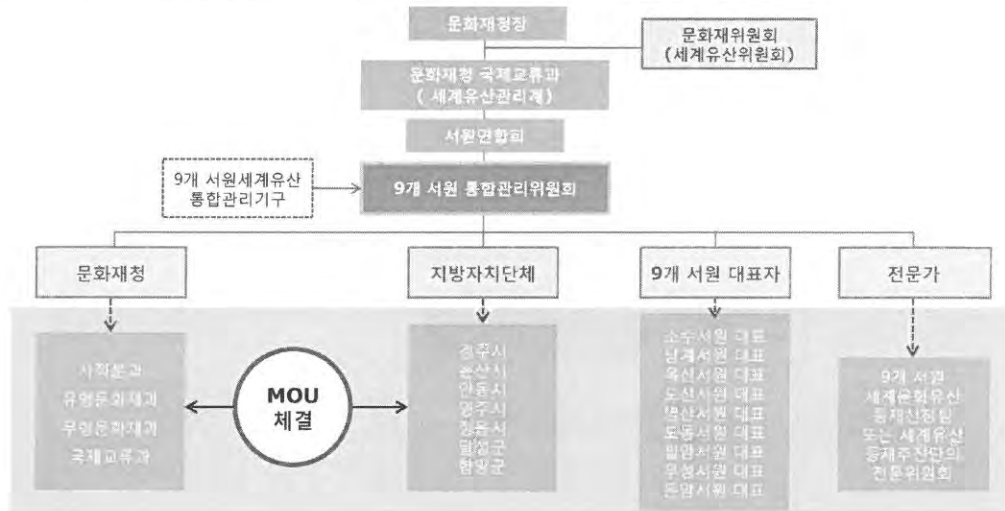 문화재청장
문화재위원회
(세계유산위원회)
문화재청 국제교류과
( 세계유산관리계)
서원연합회
9개 서원세계유산
통합관리기구
9개 서원 통합관리위원회
문화재청
지방자치단체
9개 서원 대표자
전문가
사적분과
유형문화재과
무형문화재과
국제교류과
MOU
체결
경주시
논산시
안동시
영주시
정읍시
달성군
함양군
소수서원 대표
남계서원 대표
옥산서원 대표
도산서원 대표
병산서원 대표
도동서원 대표
필암서원 대표
무성서원 대표
돈암서원 대표
9개 서원
세계문화유산
등재신청팀
또는 세계유산
등재추진단의
전문위원회